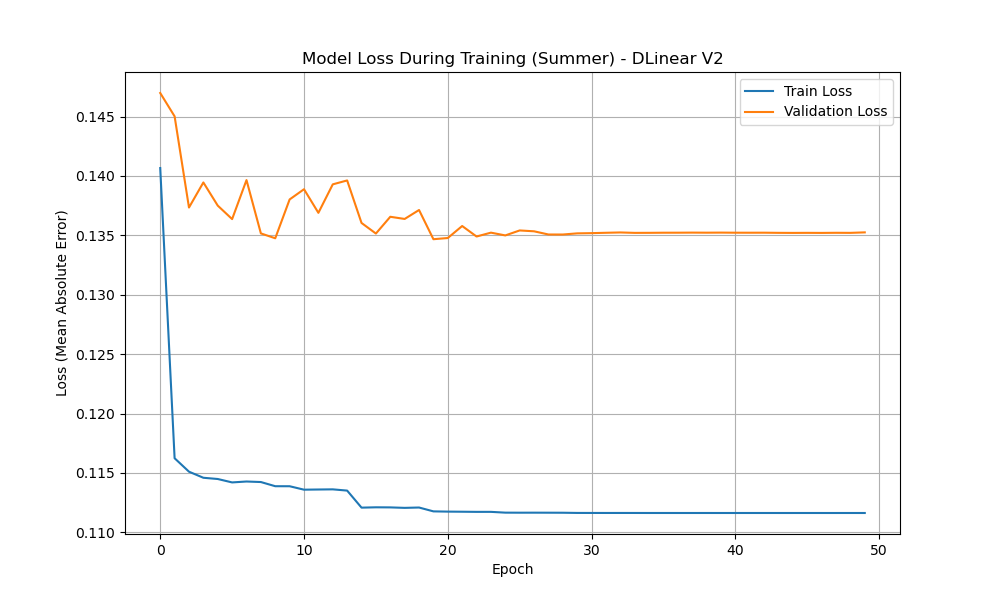 Model Loss During Training (Summer) - DLinear V2
Train Loss
Validation Loss
Loss (Mean Absolute Error)
0.145
0.140
0.135
0.130
0.125
0.120
0.115
0.110
0
10
20
30
40
50
Epoch